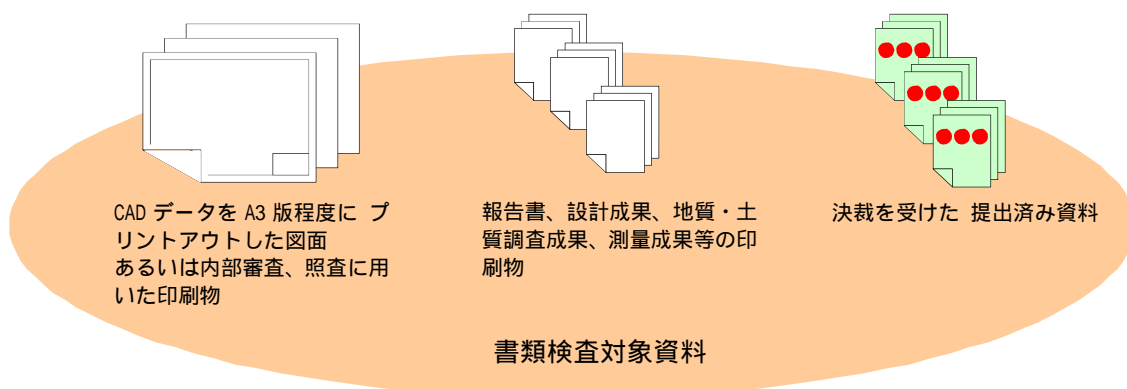 CAD データを A3 版程度に プ
リントアウトした図面
あるいは内部審査、照査に用
いた印刷物
報告書、設計成果、地質・土
質調査成果、測量成果等の印
刷物
決裁を受けた 提出済み資料
書類検査対象資料